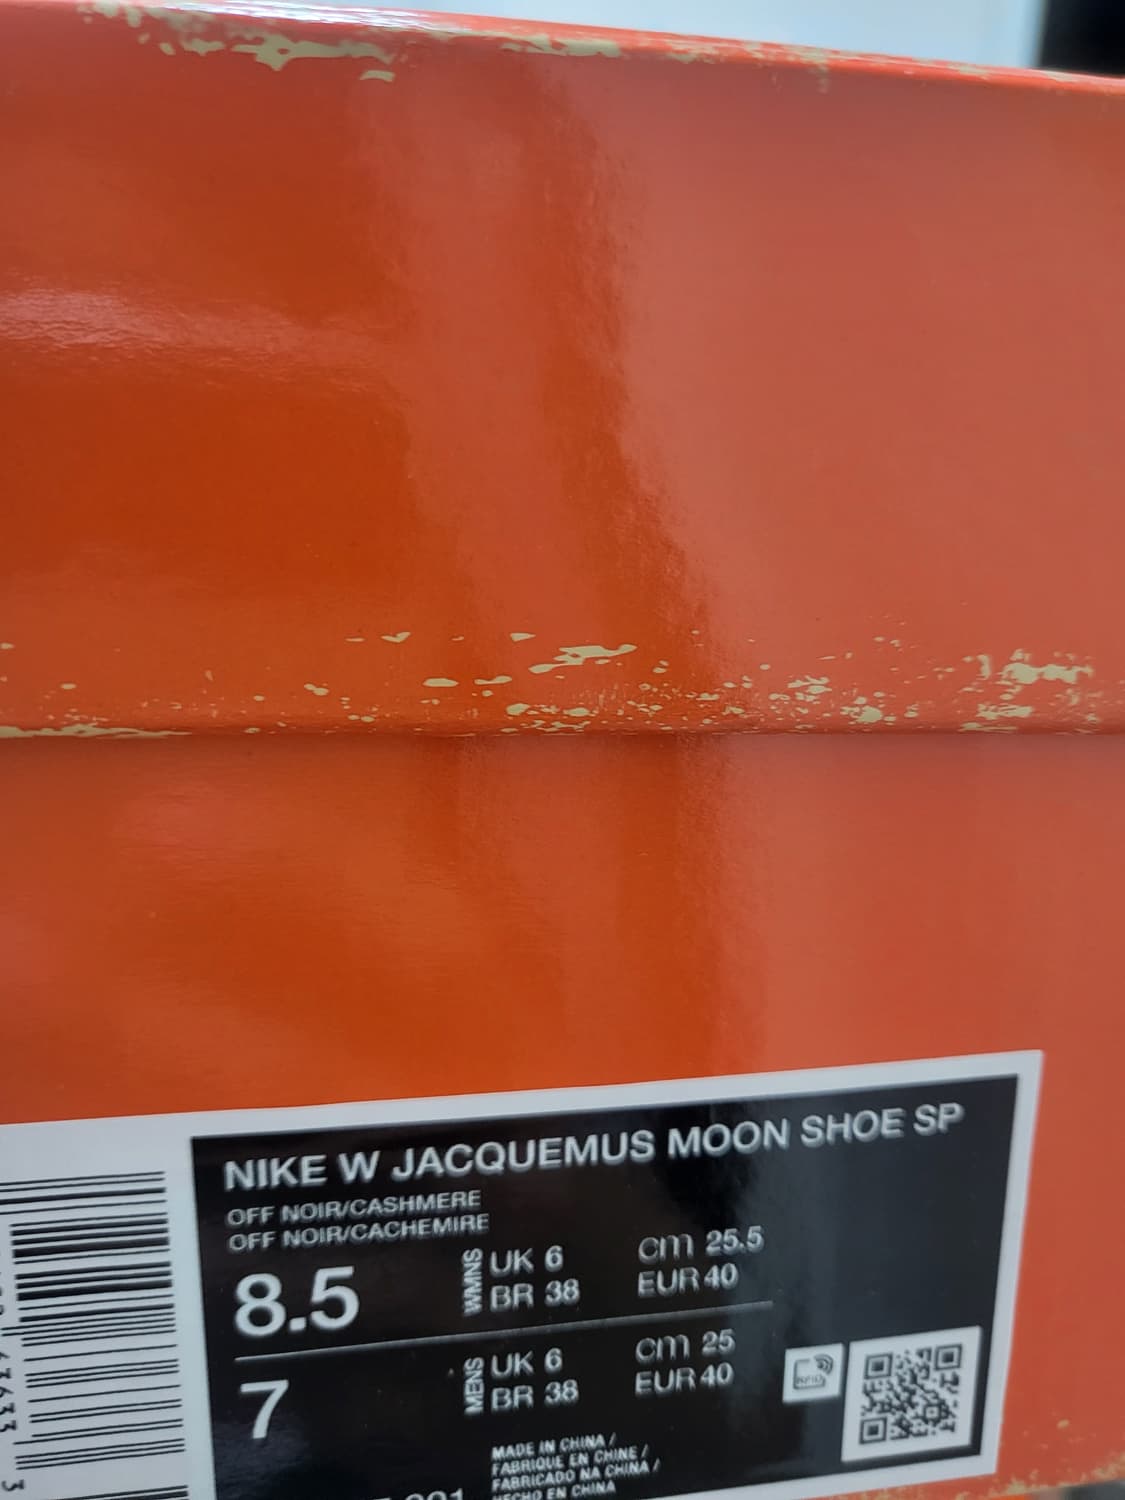 NIKE W JACQUEMUS MOON SHOE SP
OFF NOIR/CASHMERE
OFF NOIR/CACHEMIRE
8.5
WMNS
UK 6
cm 25.5
BR 38
EUR 40
7
MENS
UK 6
cm 25
BR 38
EUR 40
RFID
MADE IN CHINA /
FABRIQUE EN CHINE /
FABRICADO NA CHINA /
HECHO EN CHINA